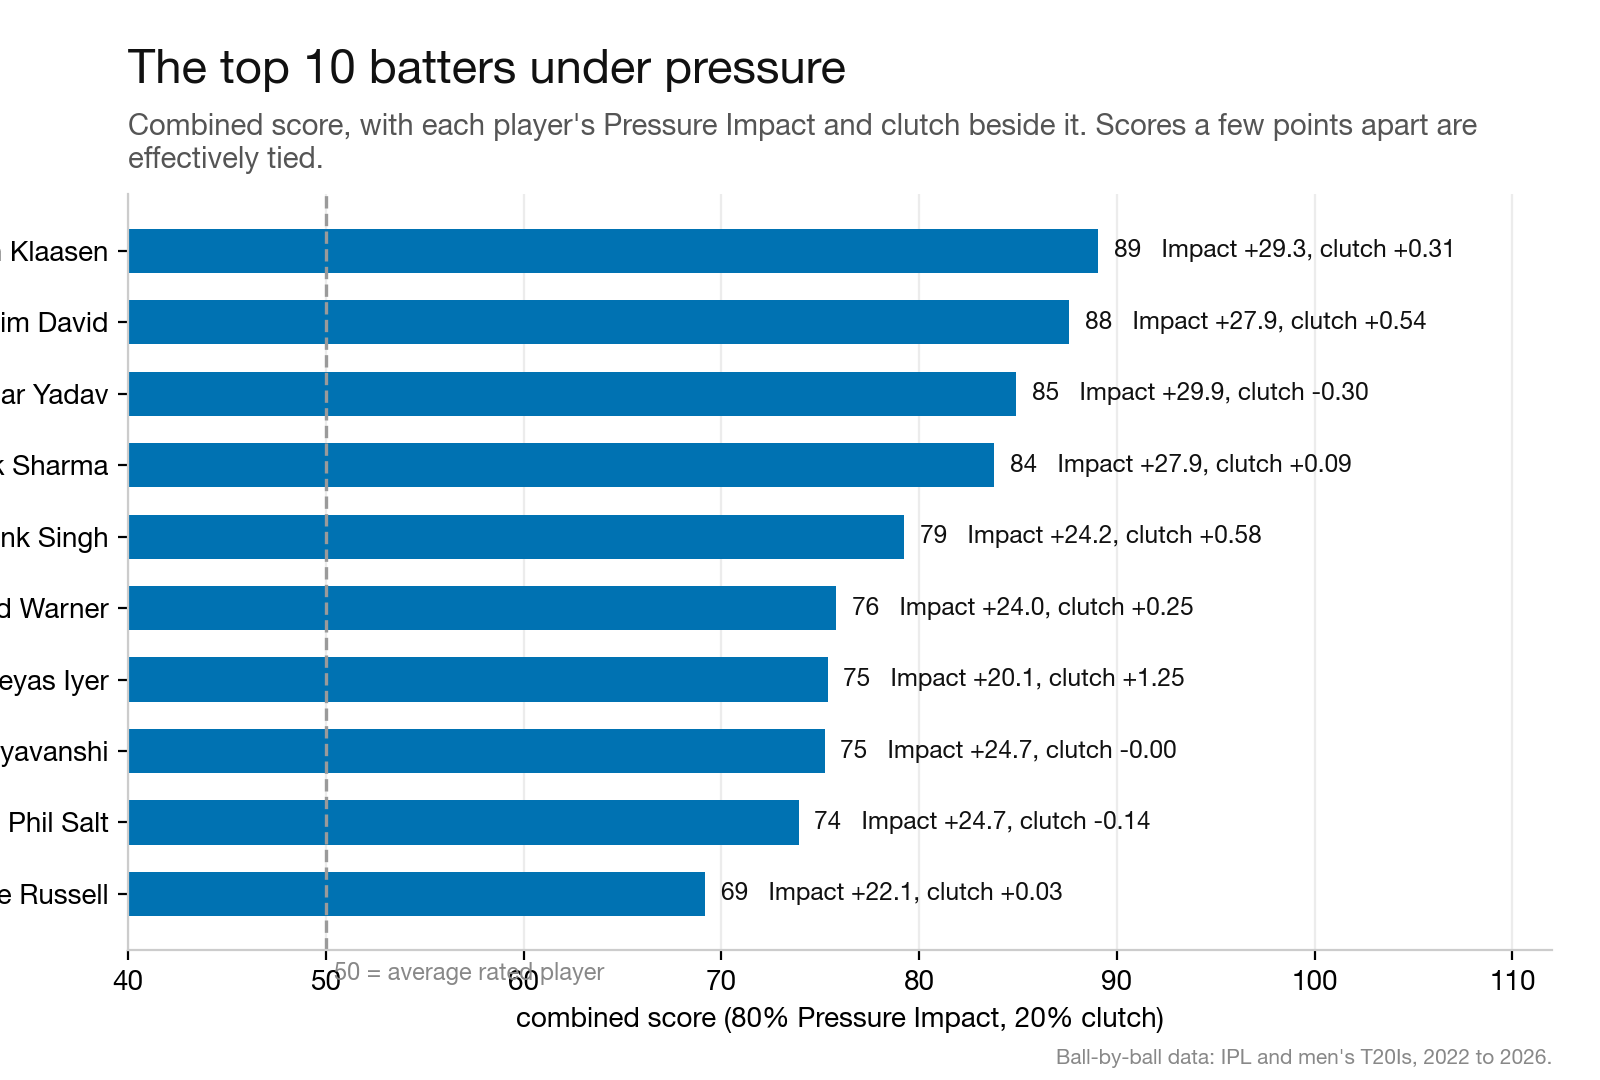 The top 10 batters under pressure
Combined score, with each player's Pressure Impact and clutch beside it. Scores a few points apart are
effectively tied.
Klaasen 89 Impact +29.3, clutch +0.31
im David 88 Impact +27.9, clutch +0.54
ar Yadav 85 Impact +29.9, clutch -0.30
k Sharma 84 Impact +27.9, clutch +0.09
nk Singh 79 Impact +24.2, clutch +0.58
d Warner 76 Impact +24.0, clutch +0.25
eyas Iyer 75 Impact +20.1, clutch +1.25
yavanshi 75 Impact +24.7, clutch -0.00
Phil Salt 74 Impact +24.7, clutch -0.14
e Russell 69 Impact +22.1, clutch +0.03
50 = average rated player
40 50 60 70 80 90 100 110
combined score (80% Pressure Impact, 20% clutch)
Ball-by-ball data: IPL and men's T20Is, 2022 to 2026.